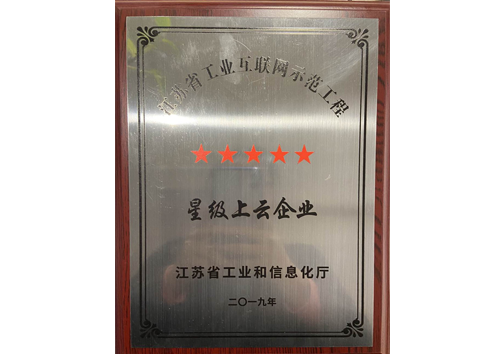 江苏省工业互联网示范工程
★★★★★
星级上云企业
江苏省工业和信息化厅
二〇一九年